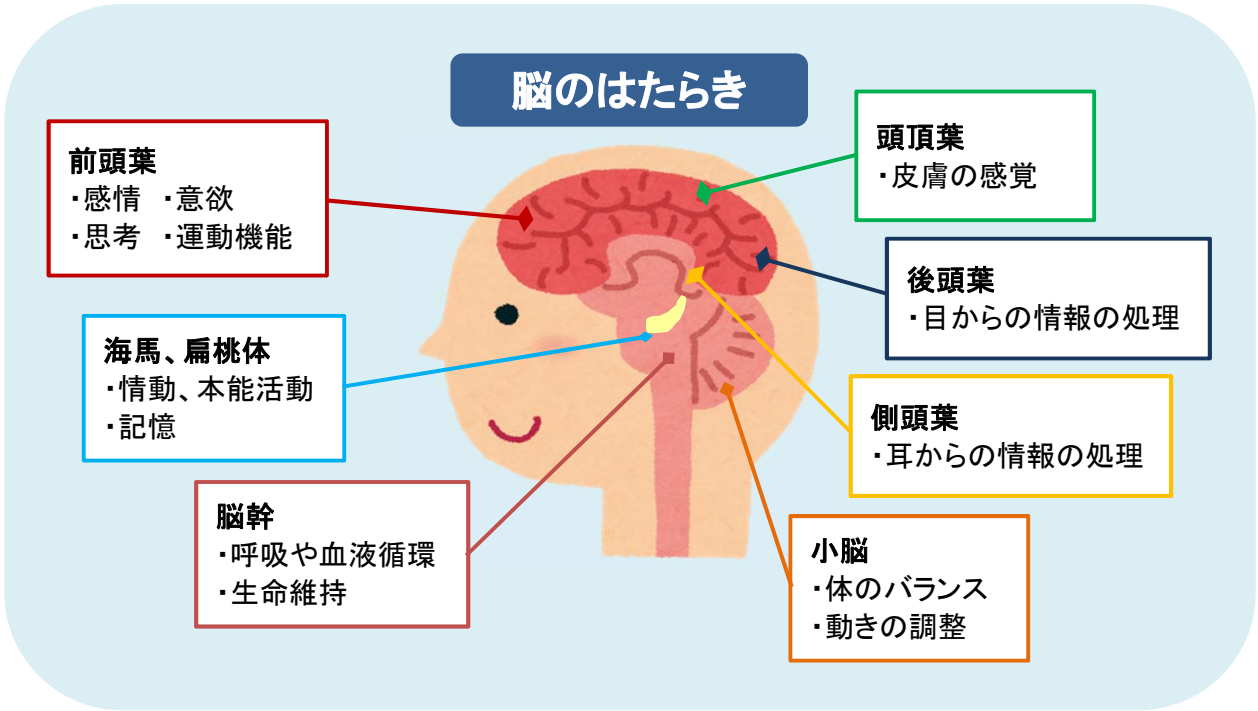 脳のはたらき
前頭葉
・感情 ・意欲
・思考 ・運動機能
海馬、扁桃体
・情動、本能活動
・記憶
脳幹
・呼吸や血液循環
・生命維持
頭頂葉
・皮膚の感覚
後頭葉
・目からの情報の処理
側頭葉
・耳からの情報の処理
小脳
・体のバランス
・動きの調整